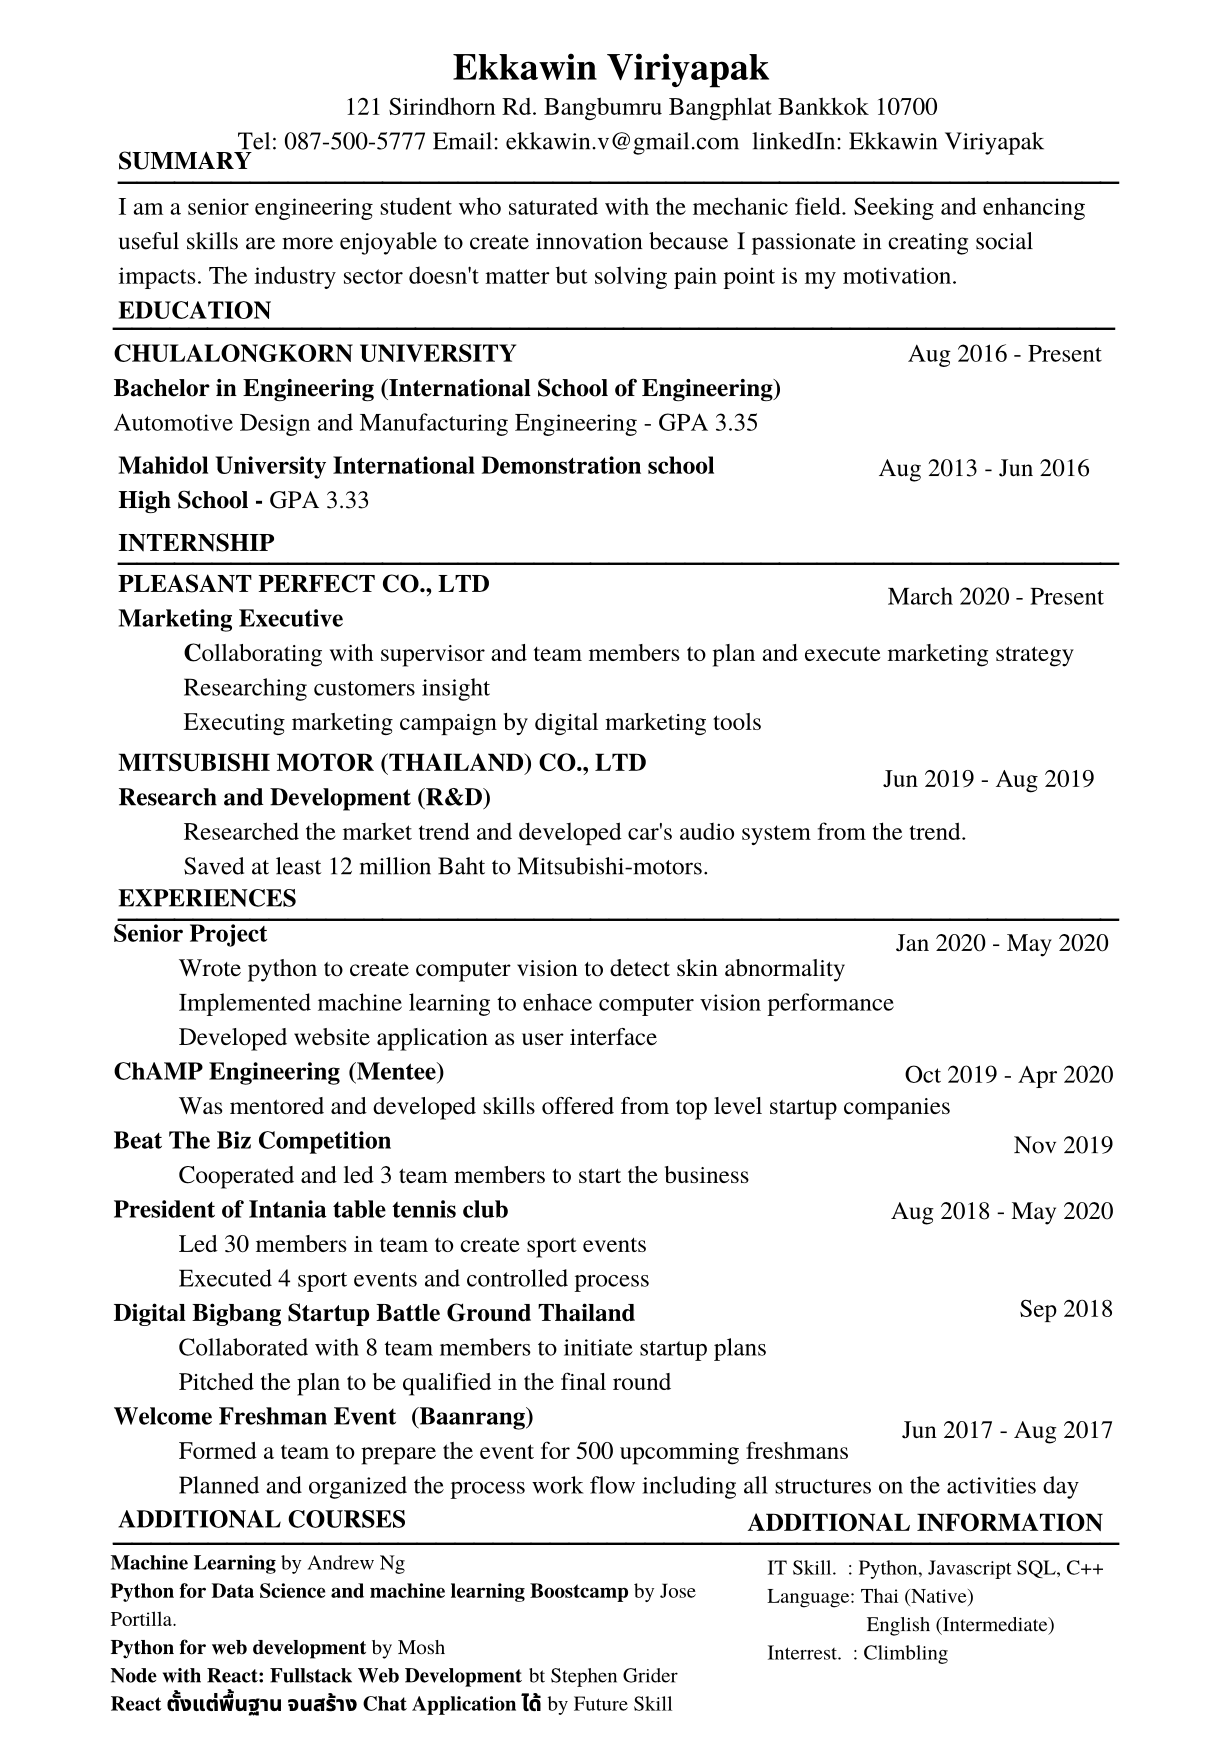 Ekkawin Viriyapak
121 Sirindhorn Rd. Bangbumru Bangphlat Bankkok 10700
Tel: 087-500-5777 Email: ekkawin.v@gmail.com linkedIn: Ekkawin Viriyapak
SUMMARY
I am a senior engineering student who saturated with the mechanic field. Seeking and enhancing
useful skills are more enjoyable to create innovation because I passionate in creating social
impacts. The industry sector doesn't matter but solving pain point is my motivation.
EDUCATION
CHULALONGKORN UNIVERSITY Aug 2016 - Present
Bachelor in Engineering (International School of Engineering)
Automotive Design and Manufacturing Engineering - GPA 3.35
Mahidol University International Demonstration school Aug 2013 - Jun 2016
High School - GPA 3.33
INTERNSHIP
PLEASANT PERFECT CO., LTD March 2020 - Present
Marketing Executive
Collaborating with supervisor and team members to plan and execute marketing strategy
Researching customers insight
Executing marketing campaign by digital marketing tools
MITSUBISHI MOTOR (THAILAND) CO., LTD Jun 2019 - Aug 2019
Research and Development (R&D)
Researched the market trend and developed car's audio system from the trend.
Saved at least 12 million Baht to Mitsubishi-motors.
EXPERIENCES
Senior Project Jan 2020 - May 2020
Wrote python to create computer vision to detect skin abnormality
Implemented machine learning to enhace computer vision performance
Developed website application as user interface
ChAMP Engineering (Mentee) Oct 2019 - Apr 2020
Was mentored and developed skills offered from top level startup companies
Beat The Biz Competition Nov 2019
Cooperated and led 3 team members to start the business
President of Intania table tennis club Aug 2018 - May 2020
Led 30 members in team to create sport events
Executed 4 sport events and controlled process
Digital Bigbang Startup Battle Ground Thailand Sep 2018
Collaborated with 8 team members to initiate startup plans
Pitched the plan to be qualified in the final round
Welcome Freshman Event (Baanrang) Jun 2017 - Aug 2017
Formed a team to prepare the event for 500 upcomming freshmans
Planned and organized the process work flow including all structures on the activities day
ADDITIONAL COURSES
Machine Learning by Andrew Ng
Python for Data Science and machine learning Boostcamp by Jose
Portilla.
Python for web development by Mosh
Node with React: Fullstack Web Development bt Stephen Grider
React ตั้งแต่พื้นฐาน จนสร้าง Chat Application ได้ by Future Skill
ADDITIONAL INFORMATION
IT Skill. : Python, Javascript SQL, C++
Language: Thai (Native)
English (Intermediate)
Interrest. : Climbling